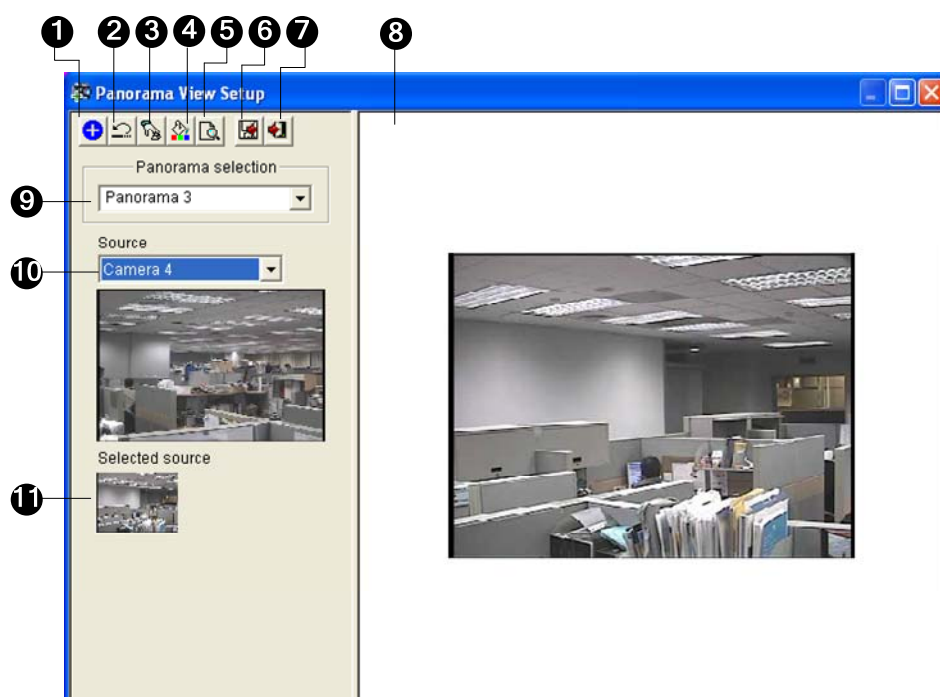 1 2 3 4 5 6 7 8
Panorama View Setup
Panorama selection
9 Panorama 3
Source
10 Camera 4
Selected source
11